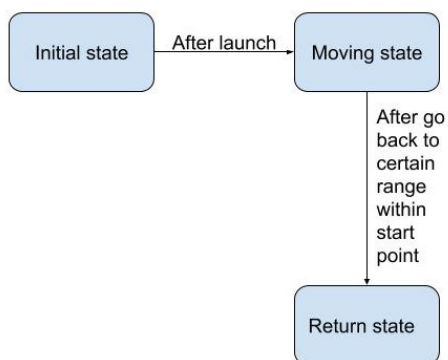 Initial state
After launch
Moving state
After go
back to
certain
range
within
start
point
Return state